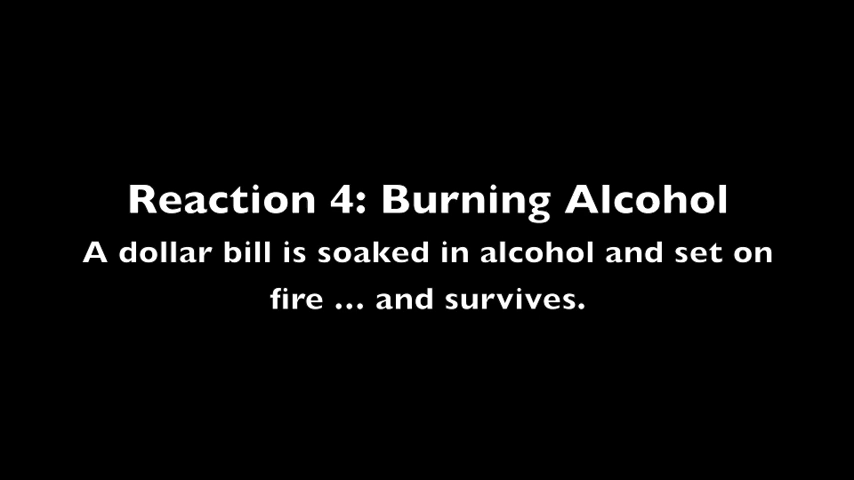 Reaction 4: Burning Alcohol
A dollar bill is soaked in alcohol and set on
fire ... and survives.